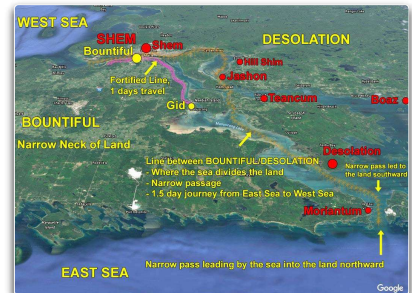 WEST SEA
SHEM
Shem
Bountiful
DESOLATION
Hill Shim
Jashon
Fortified Line,
1 days travel
Teancum
Boaz
Gid
BOUNTIFUL
Narrow Neck of Land
Desolation
Line between BOUNTIFUL/DESOLATION
- Where the sea divides the land
- Narrow passage
- 1.5 day journey from East Sea to West Sea
Narrow pass led to
the land southward
Moriantum
EAST SEA
Narrow pass leading by the sea into the land northward
Google